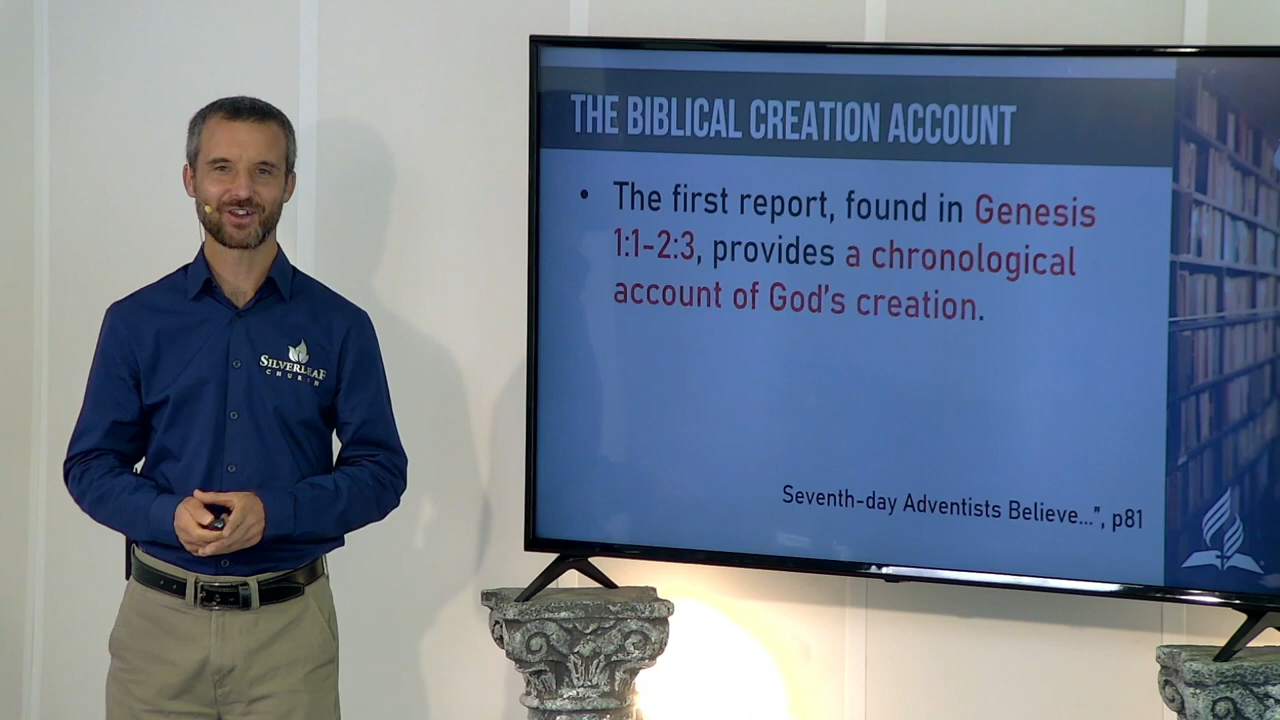 THE BIBLICAL CREATION ACCOUNT
• The first report, found in Genesis
1:1-2:3, provides a chronological
account of God's creation.
Seventh-day Adventists Believe...", p81
SILVERLEAF
CHURCH